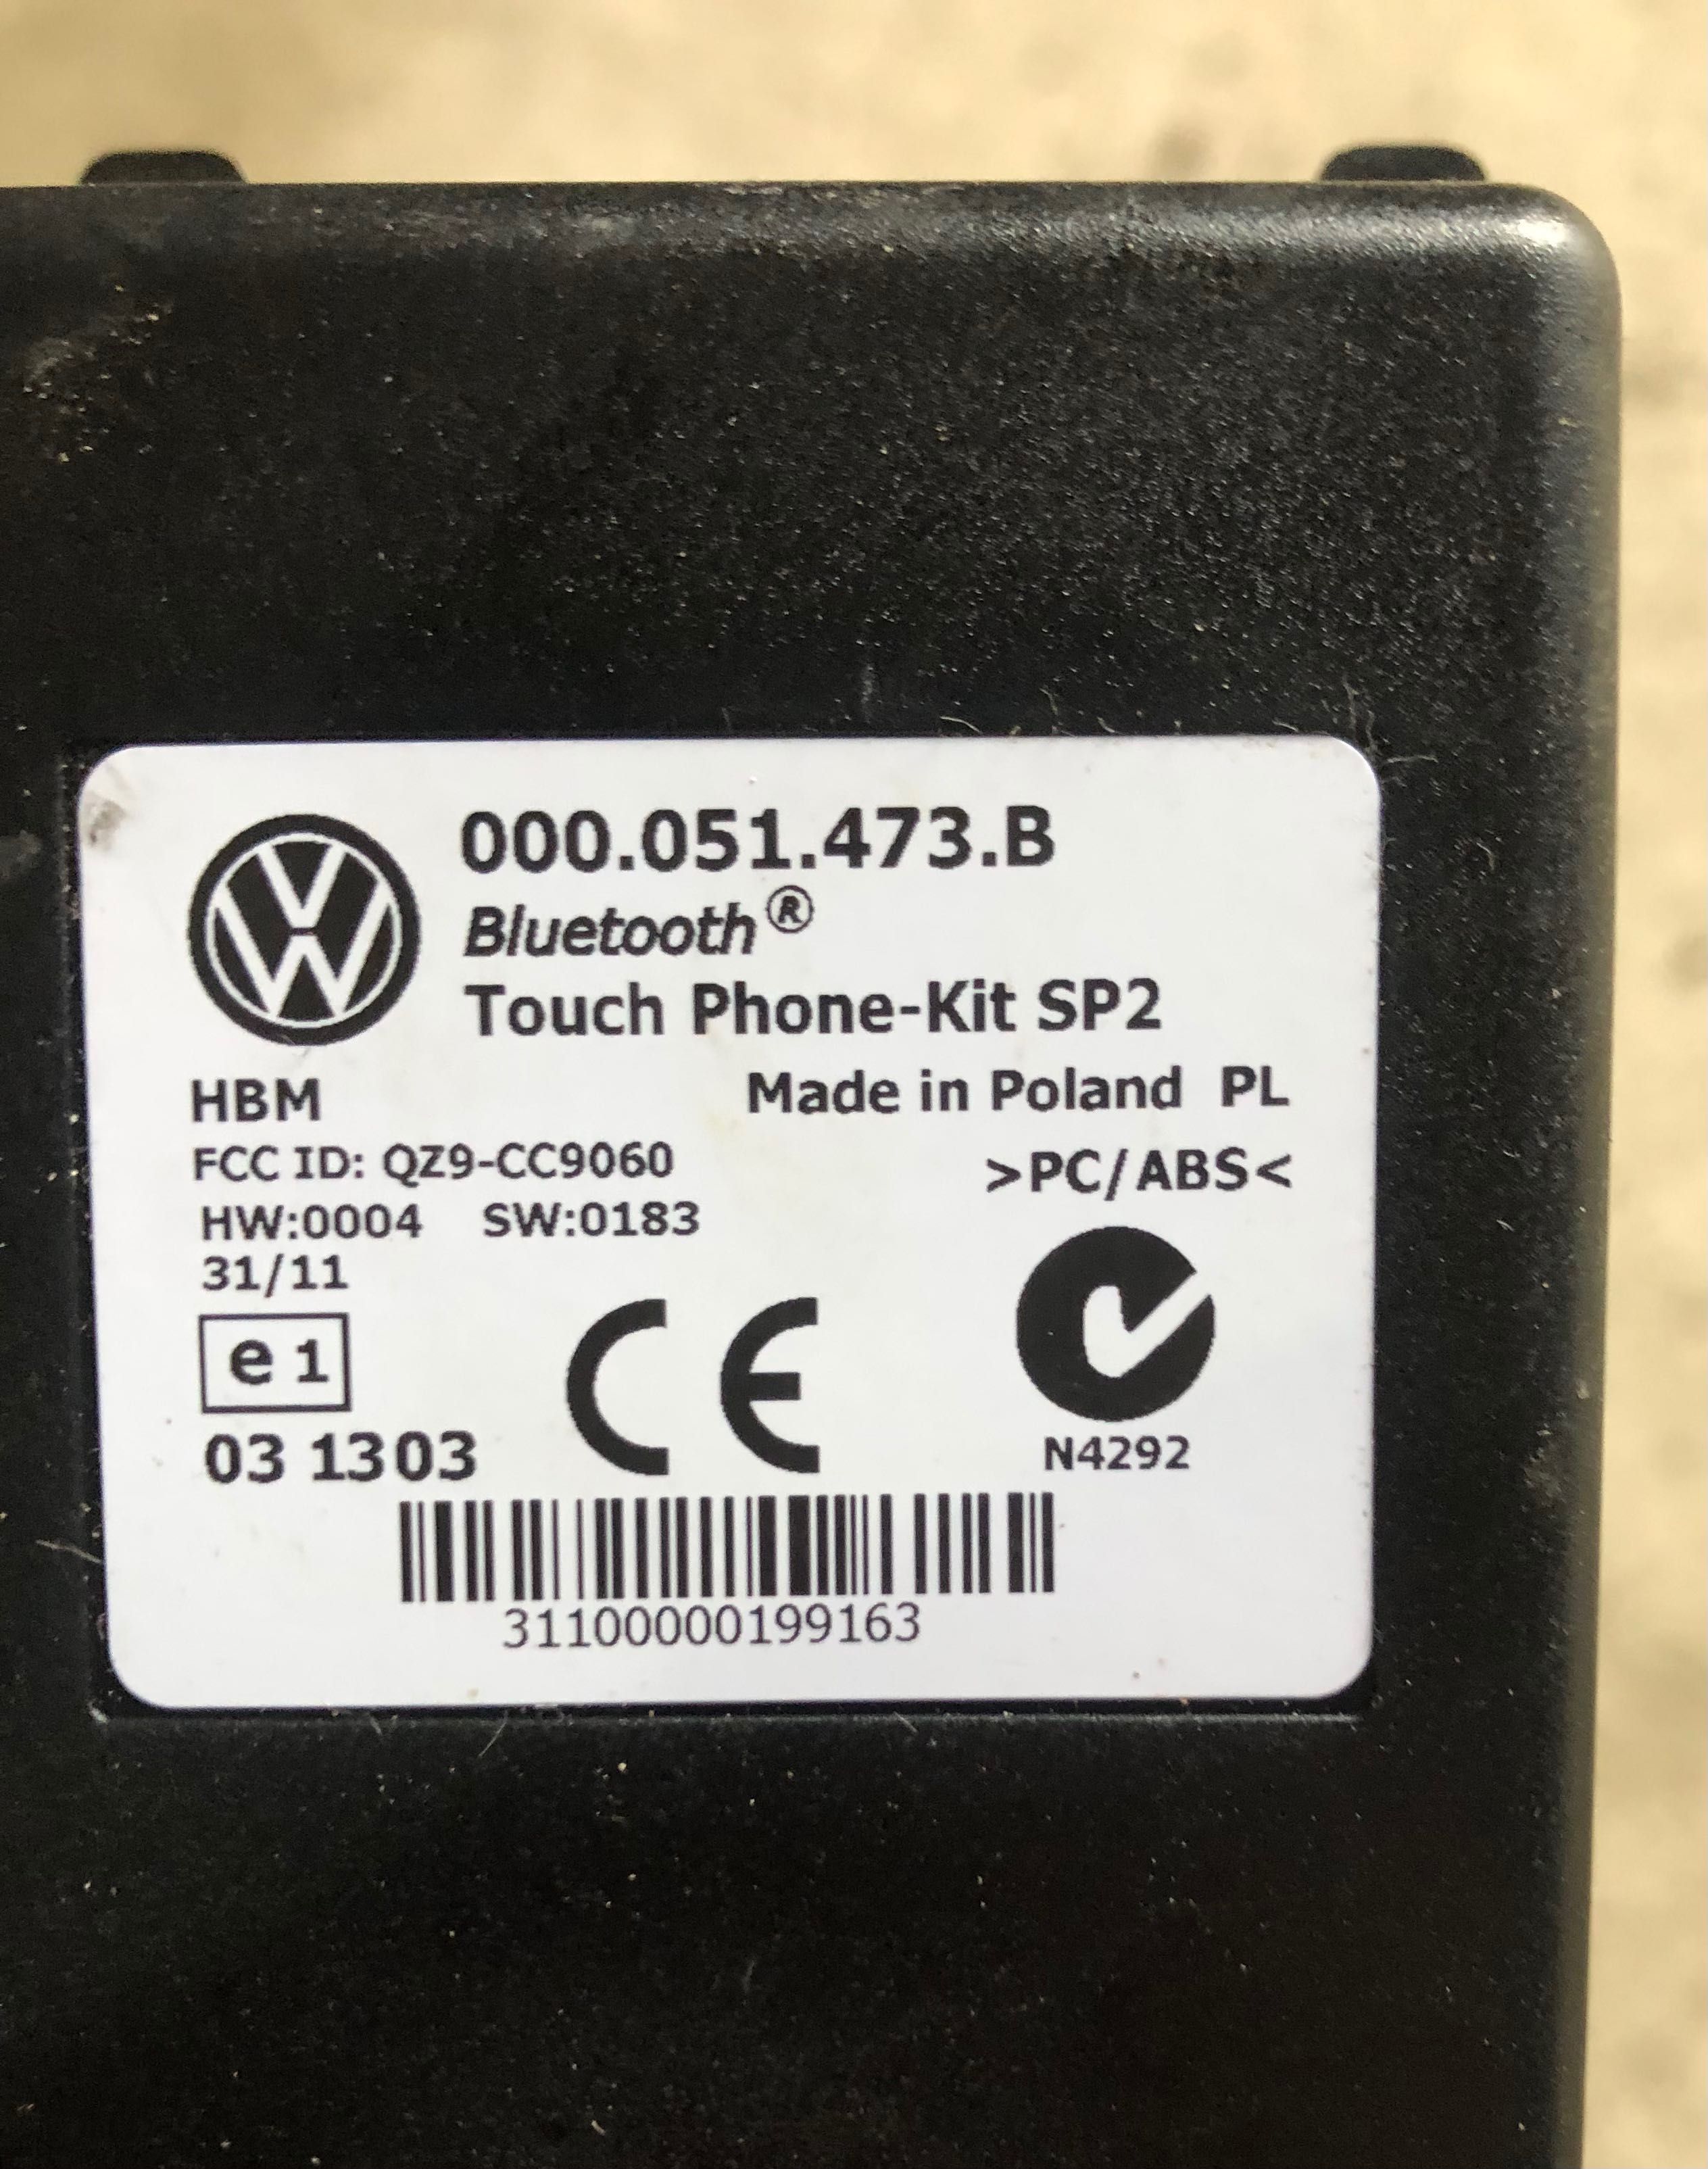 000.051.473.B
Bluetooth®
Touch Phone-Kit SP2
HBM
Made in Poland PL
FCC ID: QZ9-CC9060
>PC/ABS<
HW:0004 SW:0183
31/11
e1
CE
03 1303
N4292
31100000199163